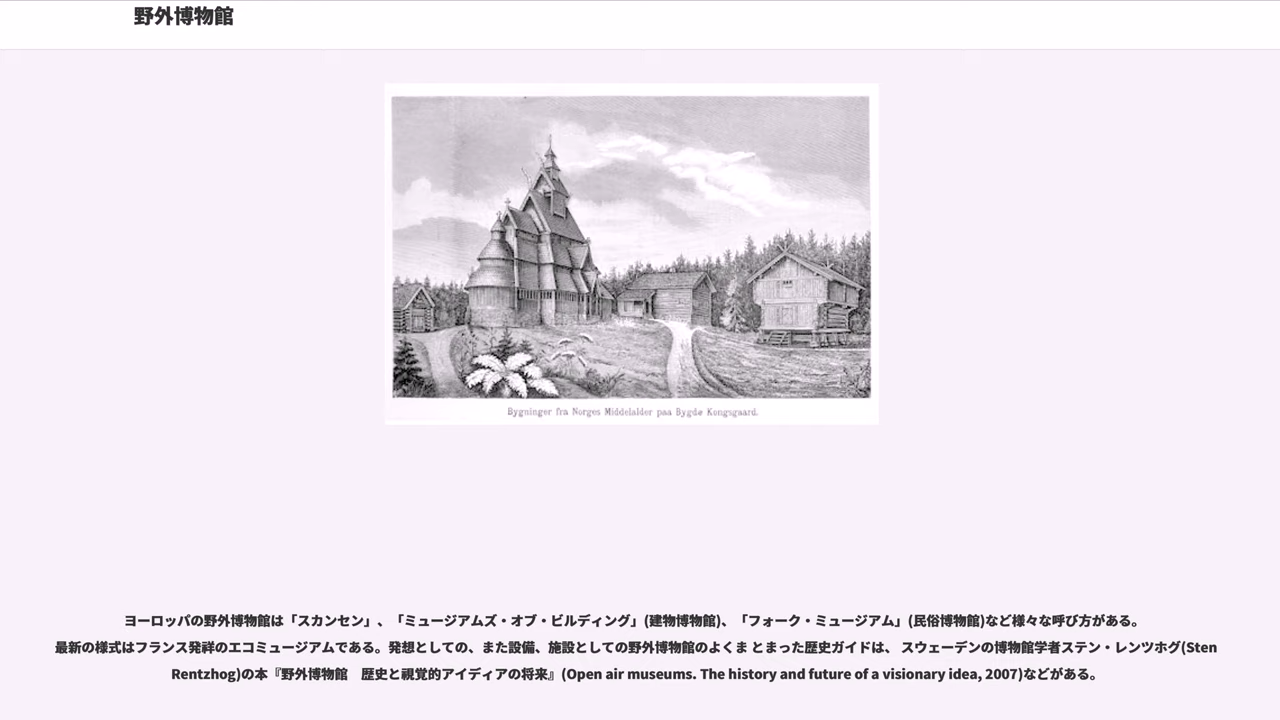 野外博物館
Bygninger fra Norges Middelalder paa Bygdø Kongsgaard.
ヨーロッパの野外博物館は「スカンセン」、「ミュージアムズ・オブ・ビルディング」(建物博物館)、「フォーク・ミュージアム」(民俗博物館)など様々な呼び方がある。
最新の様式はフランス発祥のエコミュージアムである。発想としての、また設備、施設としての野外博物館のよくま とまった歴史ガイドは、 スウェーデンの博物館学者ステン・レンツホグ(Sten
Rentzhog)の本『野外博物館　歴史と視覚的アイディアの将来』(Open air museums. The history and future of a visionary idea, 2007)などがある。